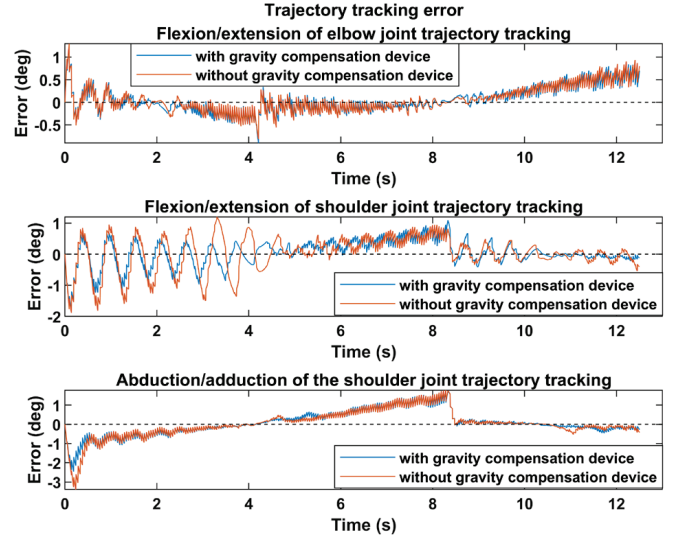 Trajectory tracking error
Flexion/extension of elbow joint trajectory tracking
with gravity compensation device
without gravity compensation device
Error (deg)
1
0.5
0
-0.5
0 2 4 6 8 10 12
Time (s)
Flexion/extension of shoulder joint trajectory tracking
Error (deg)
1
0
-1
-2
with gravity compensation device
without gravity compensation device
0 2 4 6 8 10 12
Time (s)
Abduction/adduction of the shoulder joint trajectory tracking
Error (deg)
1
0
-1
-2
-3
with gravity compensation device
without gravity compensation device
0 2 4 6 8 10 12
Time (s)